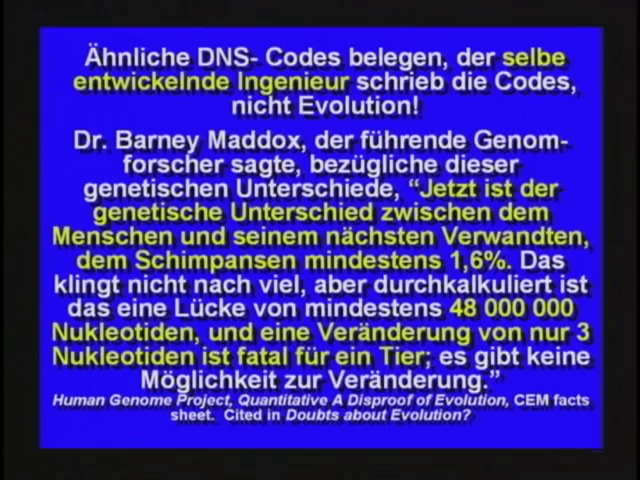 Ähnliche DNS- Codes belegen, der selbe
entwickelnde Ingenieur schrieb die Codes,
nicht Evolution!
Dr. Barney Maddox, der führende Genom-
forscher sagte, bezügliche dieser
genetischen Unterschiede, “Jetzt ist der
genetische Unterschied zwischen dem
Menschen und seinem nächsten Verwandten,
dem Schimpansen mindestens 1,6%. Das
klingt nicht nach viel, aber durchkalkuliert ist
das eine Lücke von mindestens 48 000 000
Nukleotiden, und eine Veränderung von nur 3
Nukleotiden ist fatal für ein Tier; es gibt keine
Möglichkeit zur Veränderung.”
Human Genome Project, Quantitative A Disproof of Evolution, CEM facts
sheet. Cited in Doubts about Evolution?